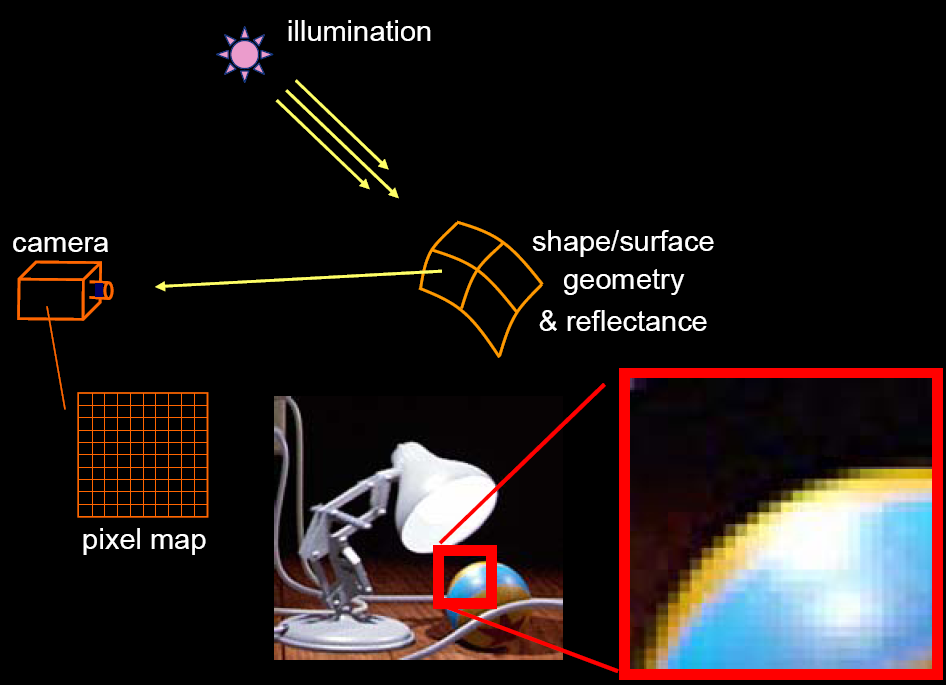 illumination
camera
shape/surface
geometry
& reflectance
pixel map